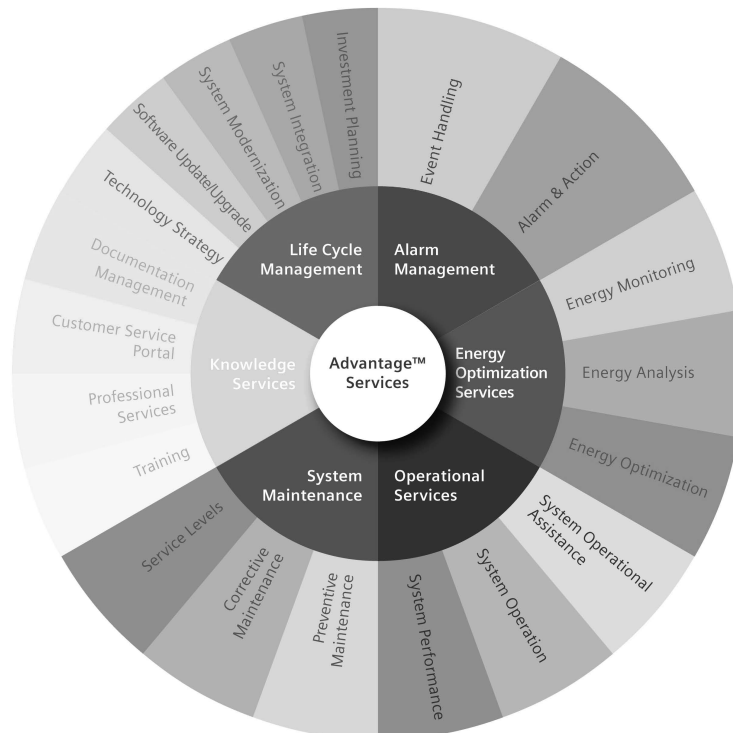 Advantage™
Services
Life Cycle
Management
Alarm
Management
Energy
Optimization
Services
Operational
Services
System
Maintenance
Knowledge
Services
Event Handling
Alarm & Action
Energy Monitoring
Energy Analysis
Energy Optimization
System Operational
Assistance
System Operation
System Performance
Preventive
Maintenance
Corrective
Maintenance
Service Levels
Training
Professional
Services
Customer Service
Portal
Documentation
Management
Technology Strategy
Software Update/Upgrade
System Modernization
System Integration
Investment Planning